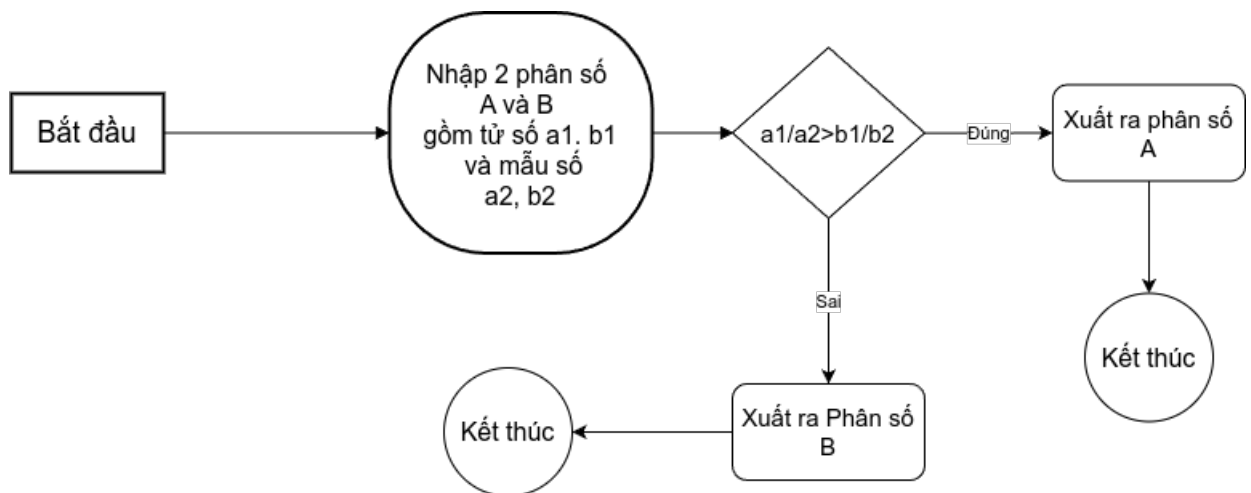 Bắt đầu
Nhập 2 phân số
A và B
gồm tử số a1. b1
và mẫu số
a2, b2
a1/a2>b1/b2
Đúng
Xuất ra phân số
A
Kết thúc
Sai
Xuất ra Phân số
B
Kết thúc